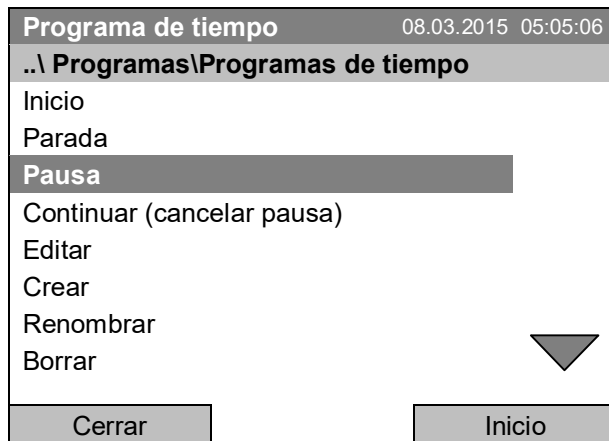 Programa de tiempo 08.03.2015 05:05:06
..\ Programas\Programas de tiempo
Inicio
Parada
Pausa
Continuar (cancelar pausa)
Editar
Crear
Renombrar
Borrar
Cerrar Inicio